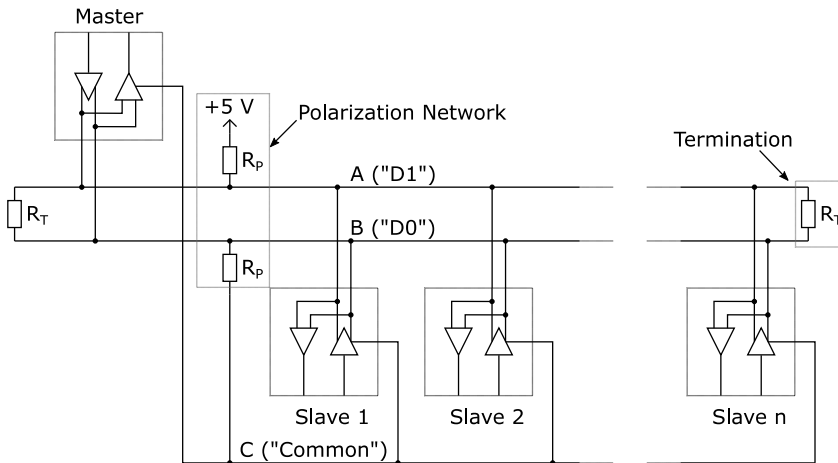 Master
+5 V
Polarization Network
R_P
Termination
A ("D1")
R_T
B ("D0")
R_T
R_P
Slave 1
Slave 2
Slave n
C ("Common")